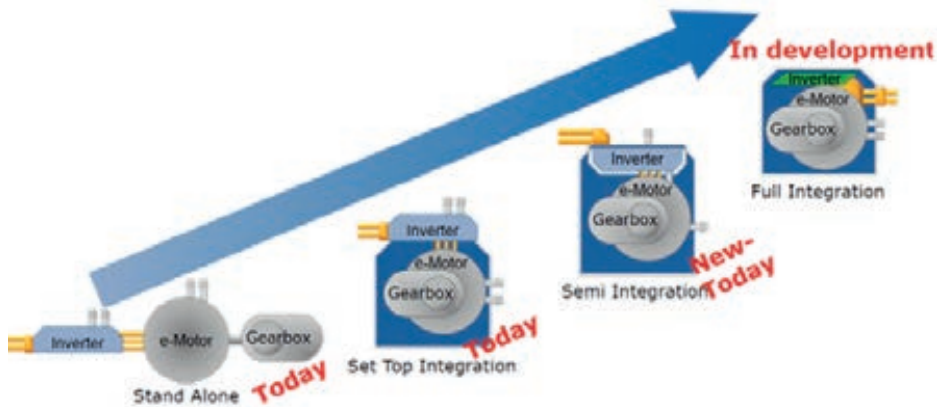 In development
Inverter
e-Motor
Gearbox
Full Integration
Inverter
e-Motor
Gearbox
Semi Integration
New-
Today
Inverter
e-Motor
Gearbox
Set Top Integration
Today
Inverter
e-Motor
Gearbox
Stand Alone
Today